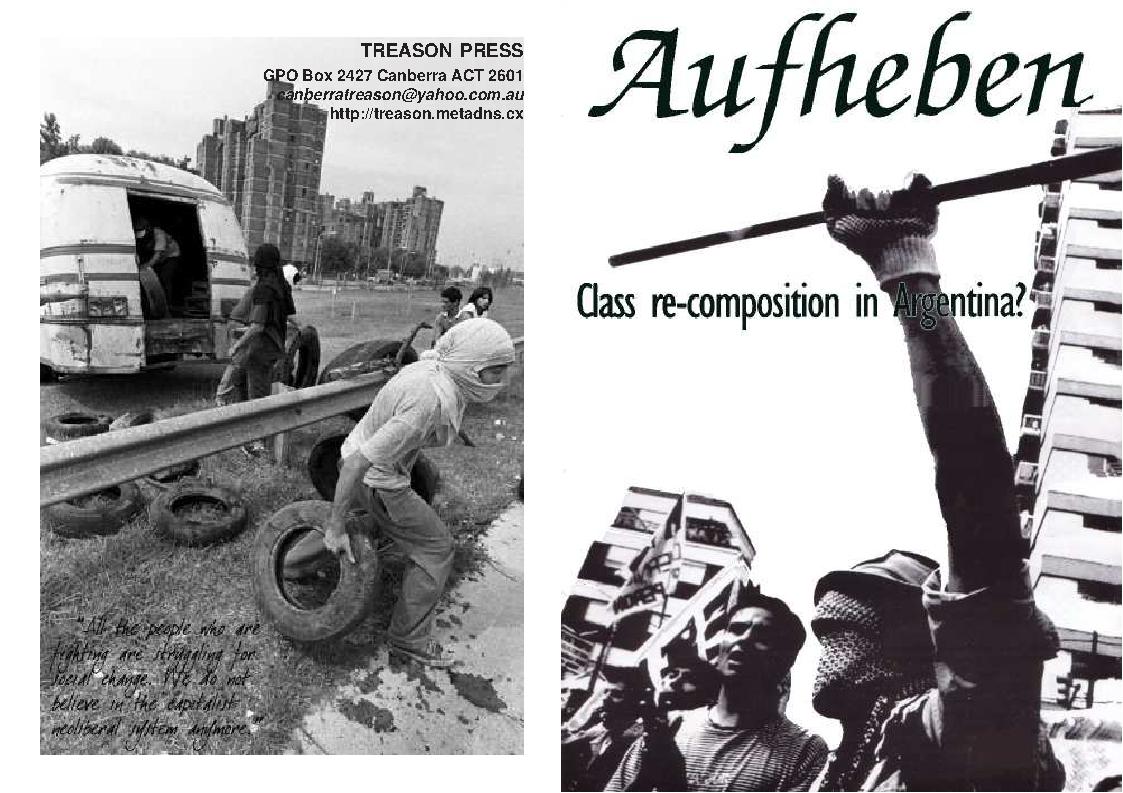 TREASON PRESS
GPO Box 2427 Canberra ACT 2601
canberratreason@yahoo.com.au
http://treason.metadns.cx
"All the people who are
fighting are struggling for
social change. We do not
believe in the capitalist
neoliberal system anymore."
Aufheben
Class re-composition in Argentina?